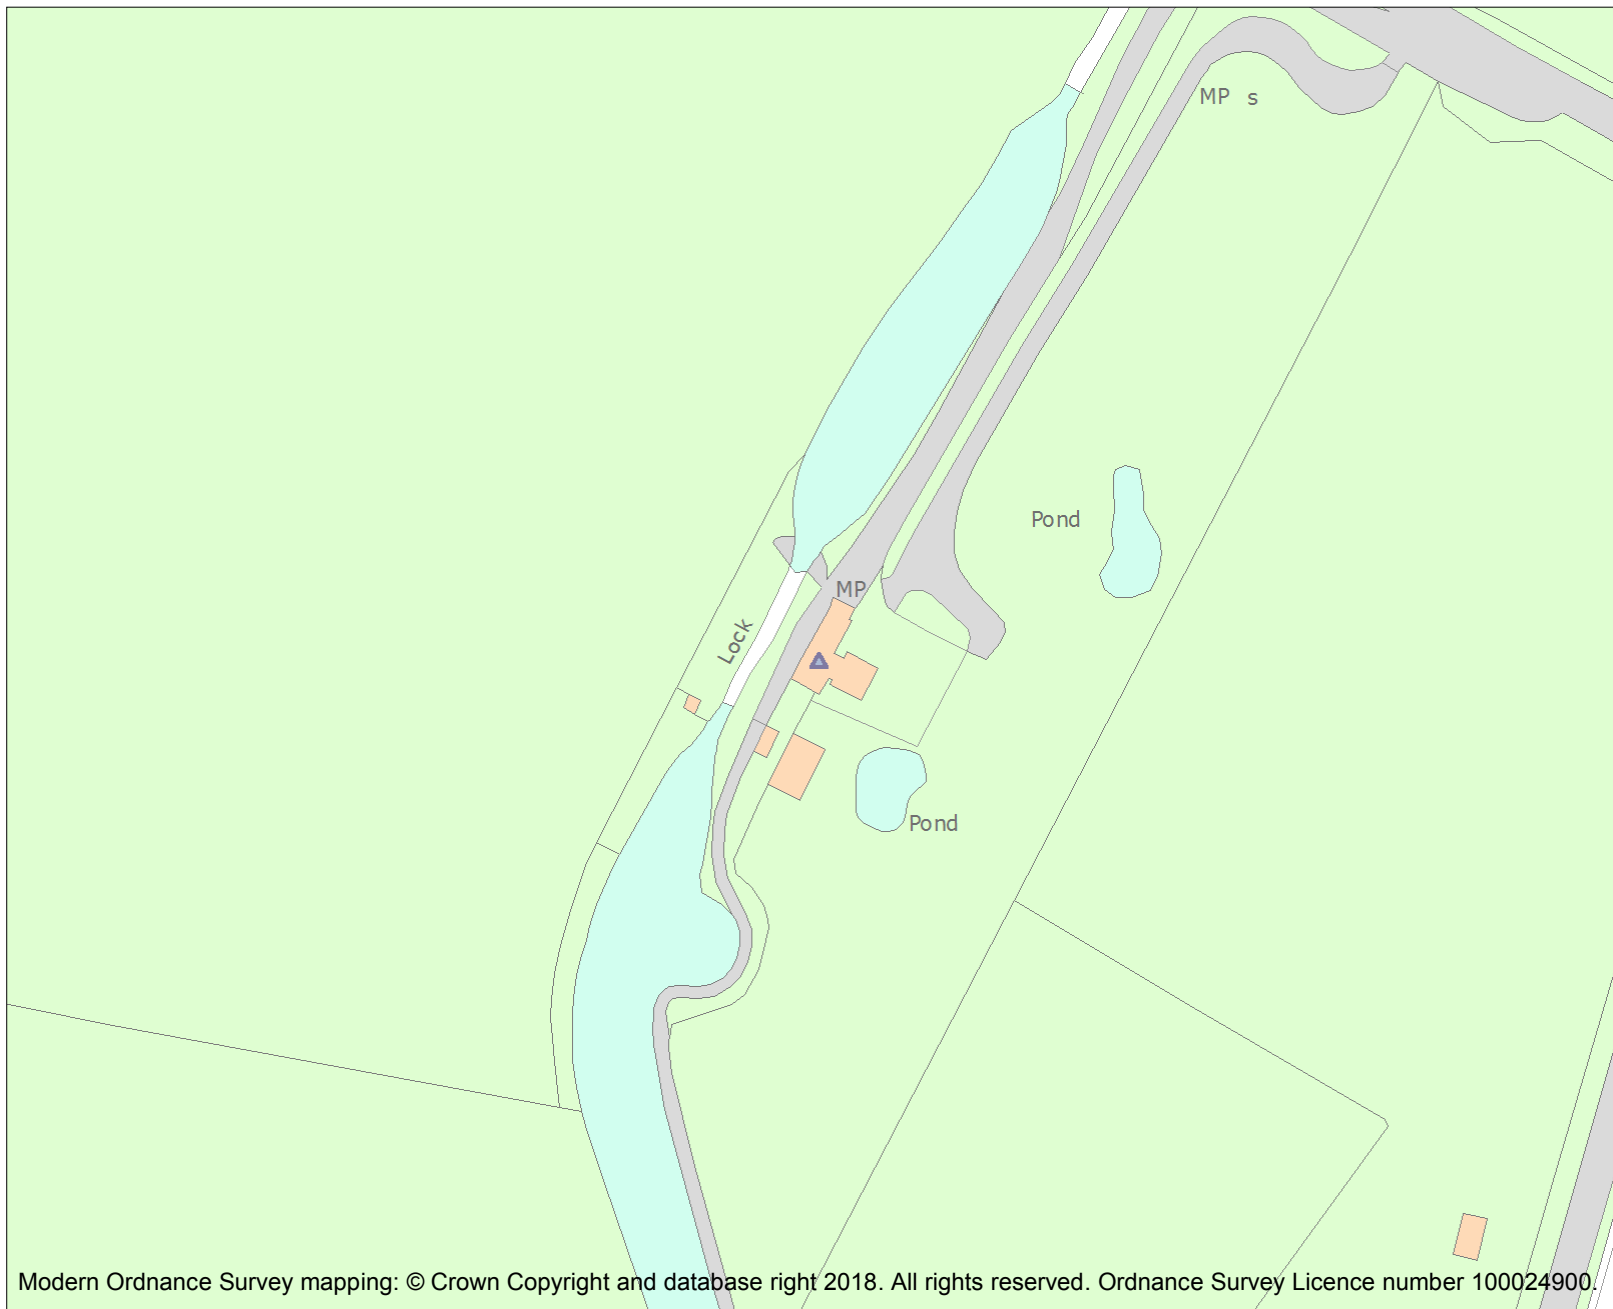 MP s
Pond
MP
Lock
Pond
Modern Ordnance Survey mapping: © Crown Copyright and database right 2018. All rights reserved. Ordnance Survey Licence number 100024900.